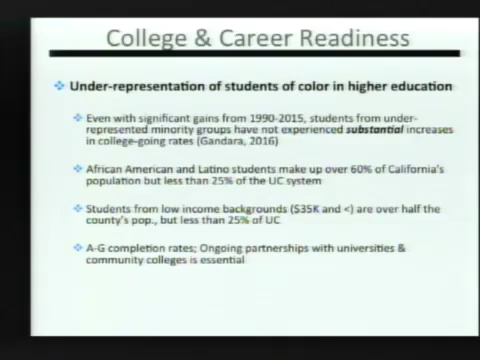 College & Career Readiness
Under-representation of students of color in higher education
Even with significant gains from 1990-2015, students from under-
represented minority groups have not experienced substantial increases
in college-going rates (Gandara, 2016)
African American and Latino students make up over 60% of California's
population but less than 25% of the UC system
Students from low income backgrounds ($35K and <) are over half the
county's pop., but less than 25% of UC
A-G completion rates; Ongoing partnerships with universities &
community colleges is essential